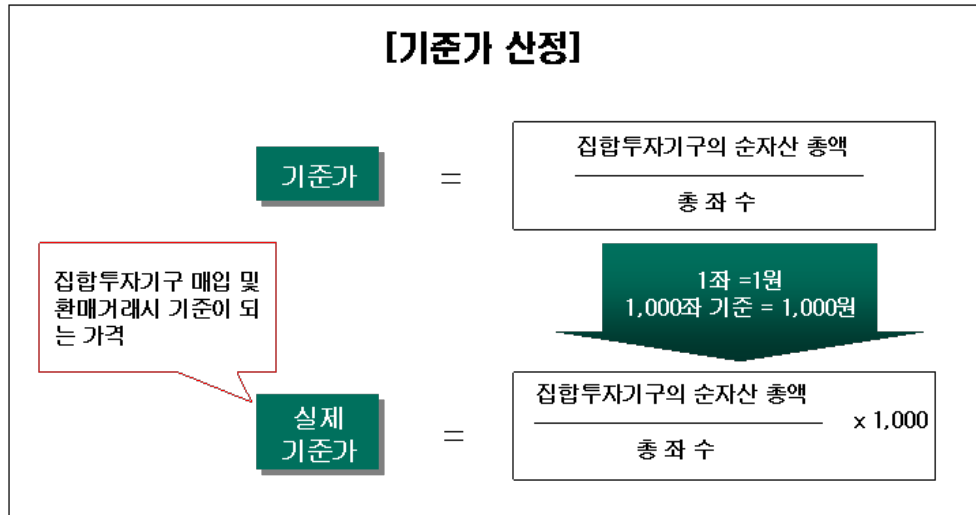 [기준가 산정]
기준가
=
집합투자기구의 순자산 총액
총 좌 수
집합투자기구 매입 및
환매거래시 기준이 되
는 가격
1좌 =1원
1,000좌 기준 = 1,000원
실제
기준가
=
집합투자기구의 순자산 총액
총 좌 수
x 1,000